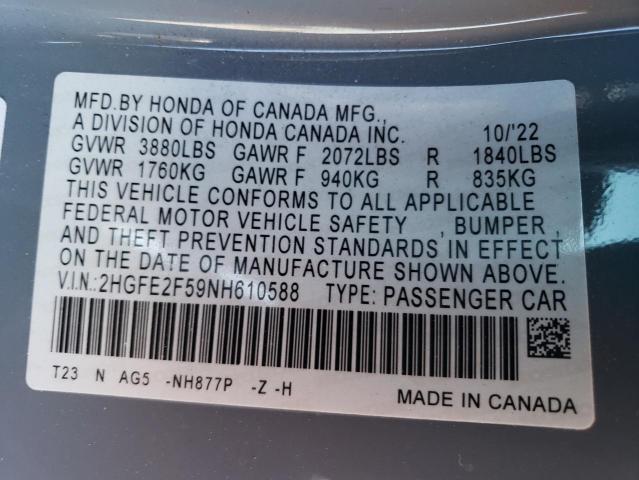 MFD.BY HONDA OF CANADA MFG.,
A DIVISION OF HONDA CANADA INC. 10/'22
GVWR 3880LBS GAWR F 2072LBS R 1840LBS
GVWR 1760KG GAWR F 940KG R 835KG
THIS VEHICLE CONFORMS TO ALL APPLICABLE
FEDERAL MOTOR VEHICLE SAFETY , BUMPER ,
AND THEFT PREVENTION STANDARDS IN EFFECT
ON THE DATE OF MANUFACTURE SHOWN ABOVE.
V.I.N.:2HGFE2F59NH610588 TYPE: PASSENGER CAR
T23 N AG5 -NH877P -Z -H
MADE IN CANADA